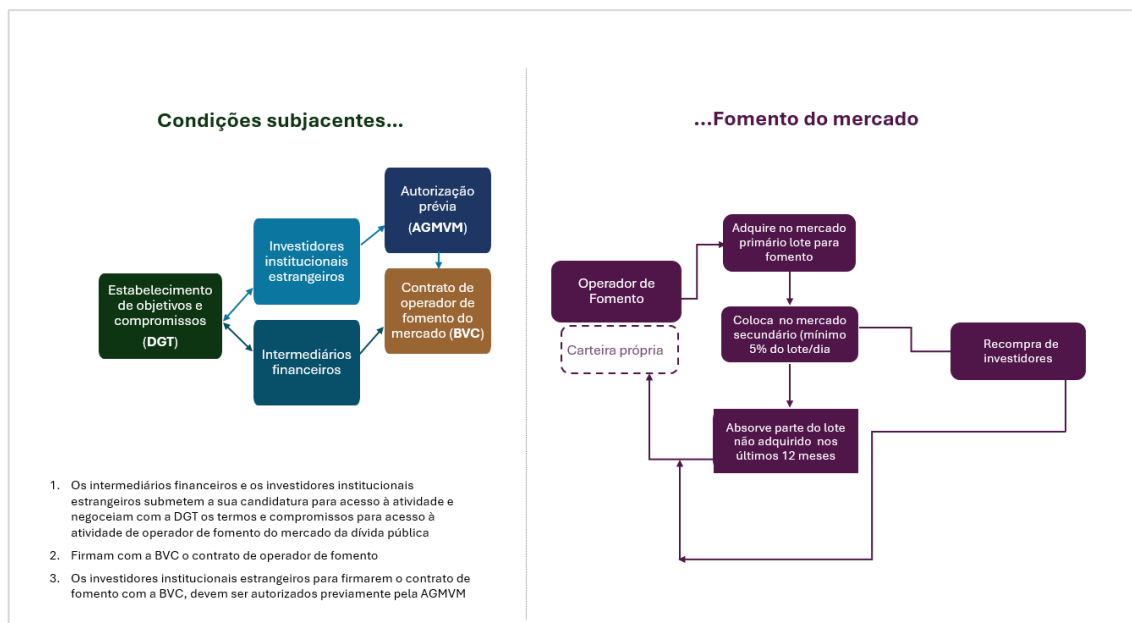 Condições subjacentes...
Autorização
prévia
(AGMVM)
Investidores
institucionais
estrangeiros
Estabelecimento
de objetivos e
compromissos
(DGT)
Contrato de
operador de
fomento do
mercado (BVC)
Intermediários
financeiros
1. Os intermediários financeiros e os investidores institucionais
estrangeiros submetem a sua candidatura para acesso à atividade e
negoceiam com a DGT os termos e compromissos para acesso à
atividade de operador de fomento do mercado da dívida pública
2. Firmam com a BVC o contrato de operador de fomento
3. Os investidores institucionais estrangeiros para firmarem o contrato de
fomento com a BVC, devem ser autorizados previamente pela AGMVM
...Fomento do mercado
Adquire no mercado
primário lote para
fomento
Operador de
Fomento
Carteira própria
Coloca no mercado
secundário (mínimo
5% do lote/dia
Recompra de
investidores
Absorve parte do lote
não adquirido nos
últimos 12 meses